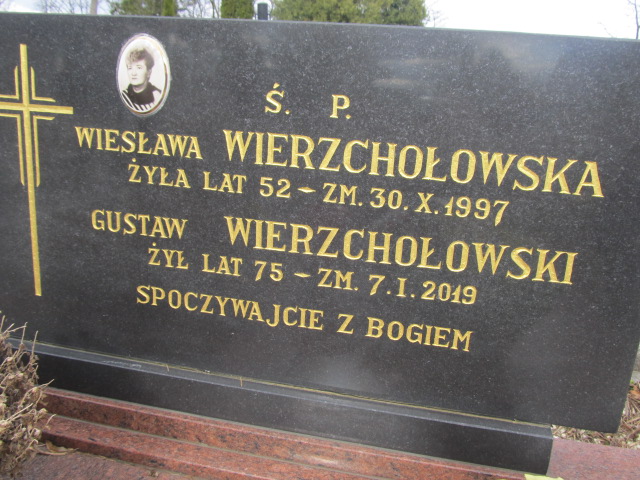 Ś. P.
WIESŁAWA WIERZCHOŁOWSKA
ŻYŁA LAT 52 – ZM. 30. X. 1997
GUSTAW WIERZCHOŁOWSKI
ŻYŁ LAT 75 – ZM. 7. I. 2019
SPOCZYWAJCIE Z BOGIEM